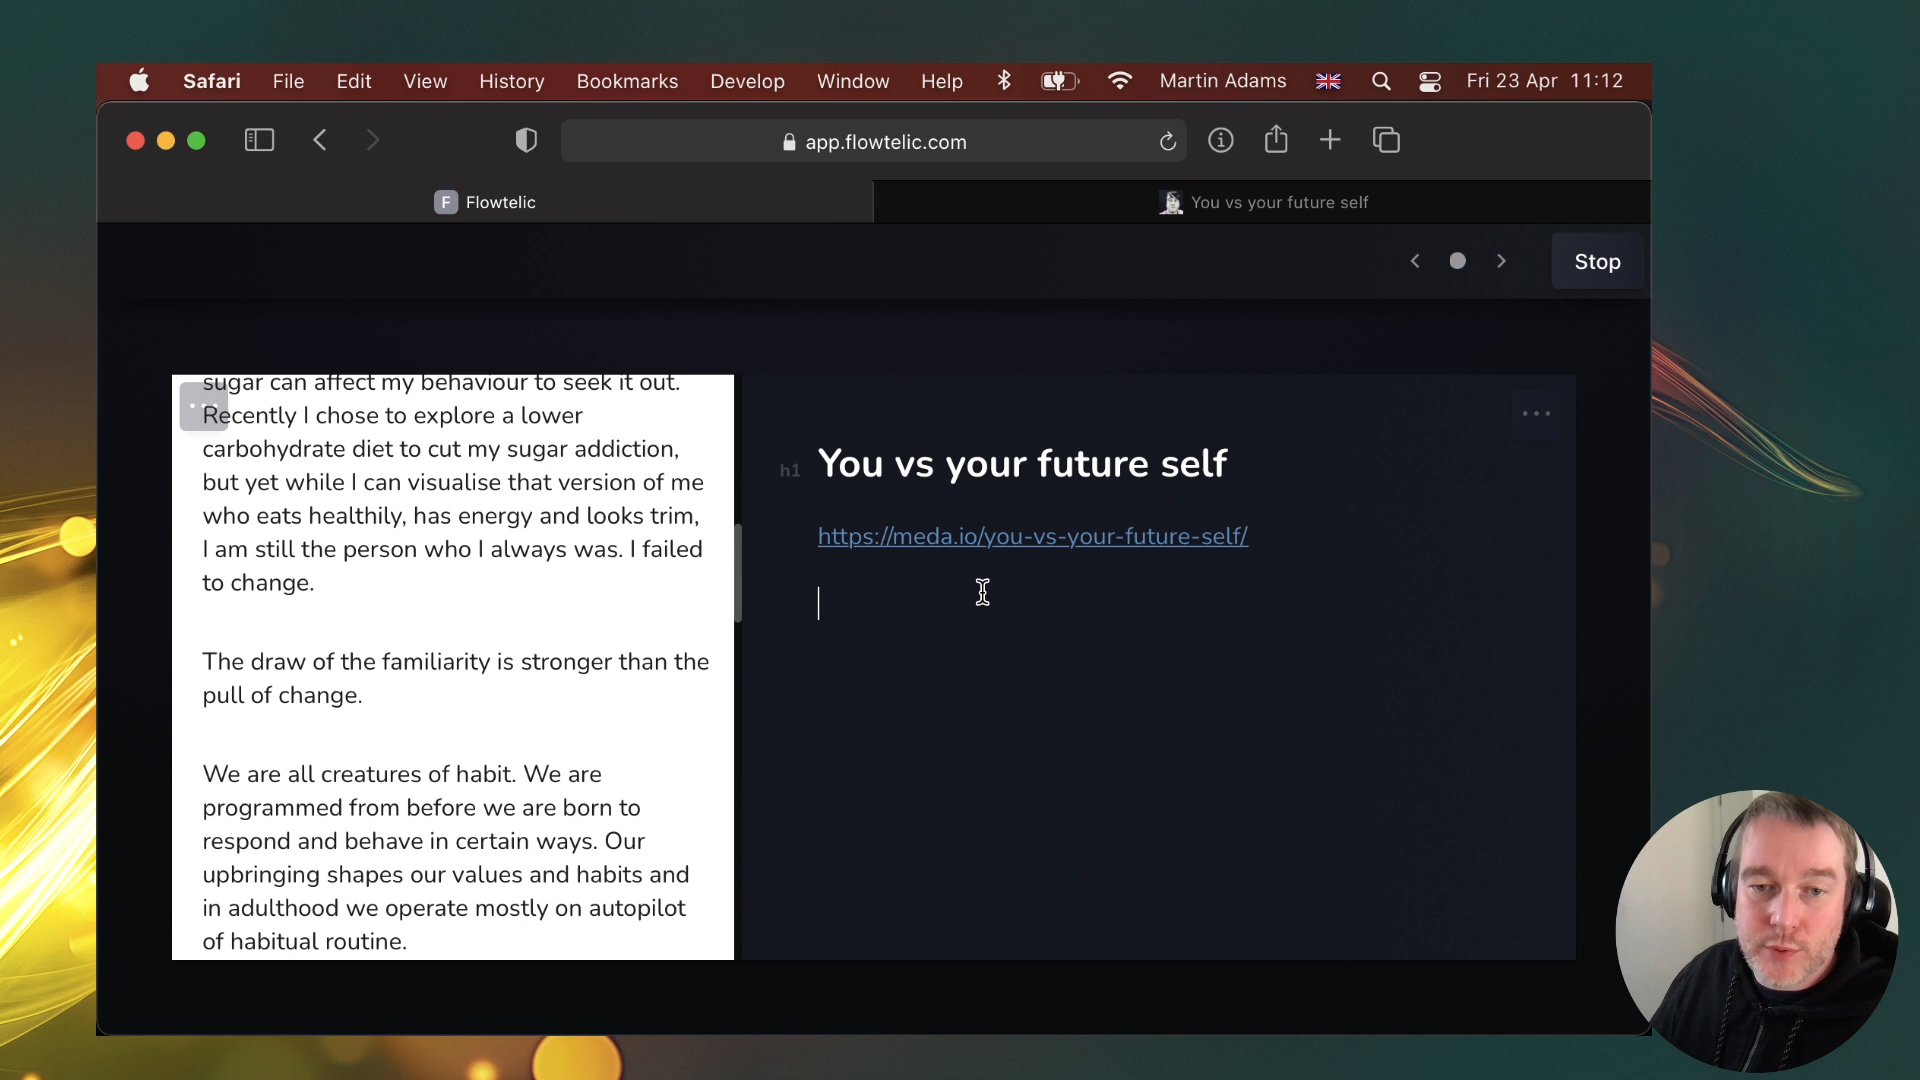 Safari File Edit View History Bookmarks Develop Window Help Martin Adams Fri 23 Apr 11:12
app.flowtelic.com
F Flowtelic
You vs your future self
Stop
sugar can affect my behaviour to seek it out.
Recently I chose to explore a lower
carbohydrate diet to cut my sugar addiction,
but yet while I can visualise that version of me
who eats healthily, has energy and looks trim,
I am still the person who I always was. I failed
to change.
The draw of the familiarity is stronger than the
pull of change.
We are all creatures of habit. We are
programmed from before we are born to
respond and behave in certain ways. Our
upbringing shapes our values and habits and
in adulthood we operate mostly on autopilot
of habitual routine.
h1 You vs your future self
https://meda.io/you-vs-your-future-self/